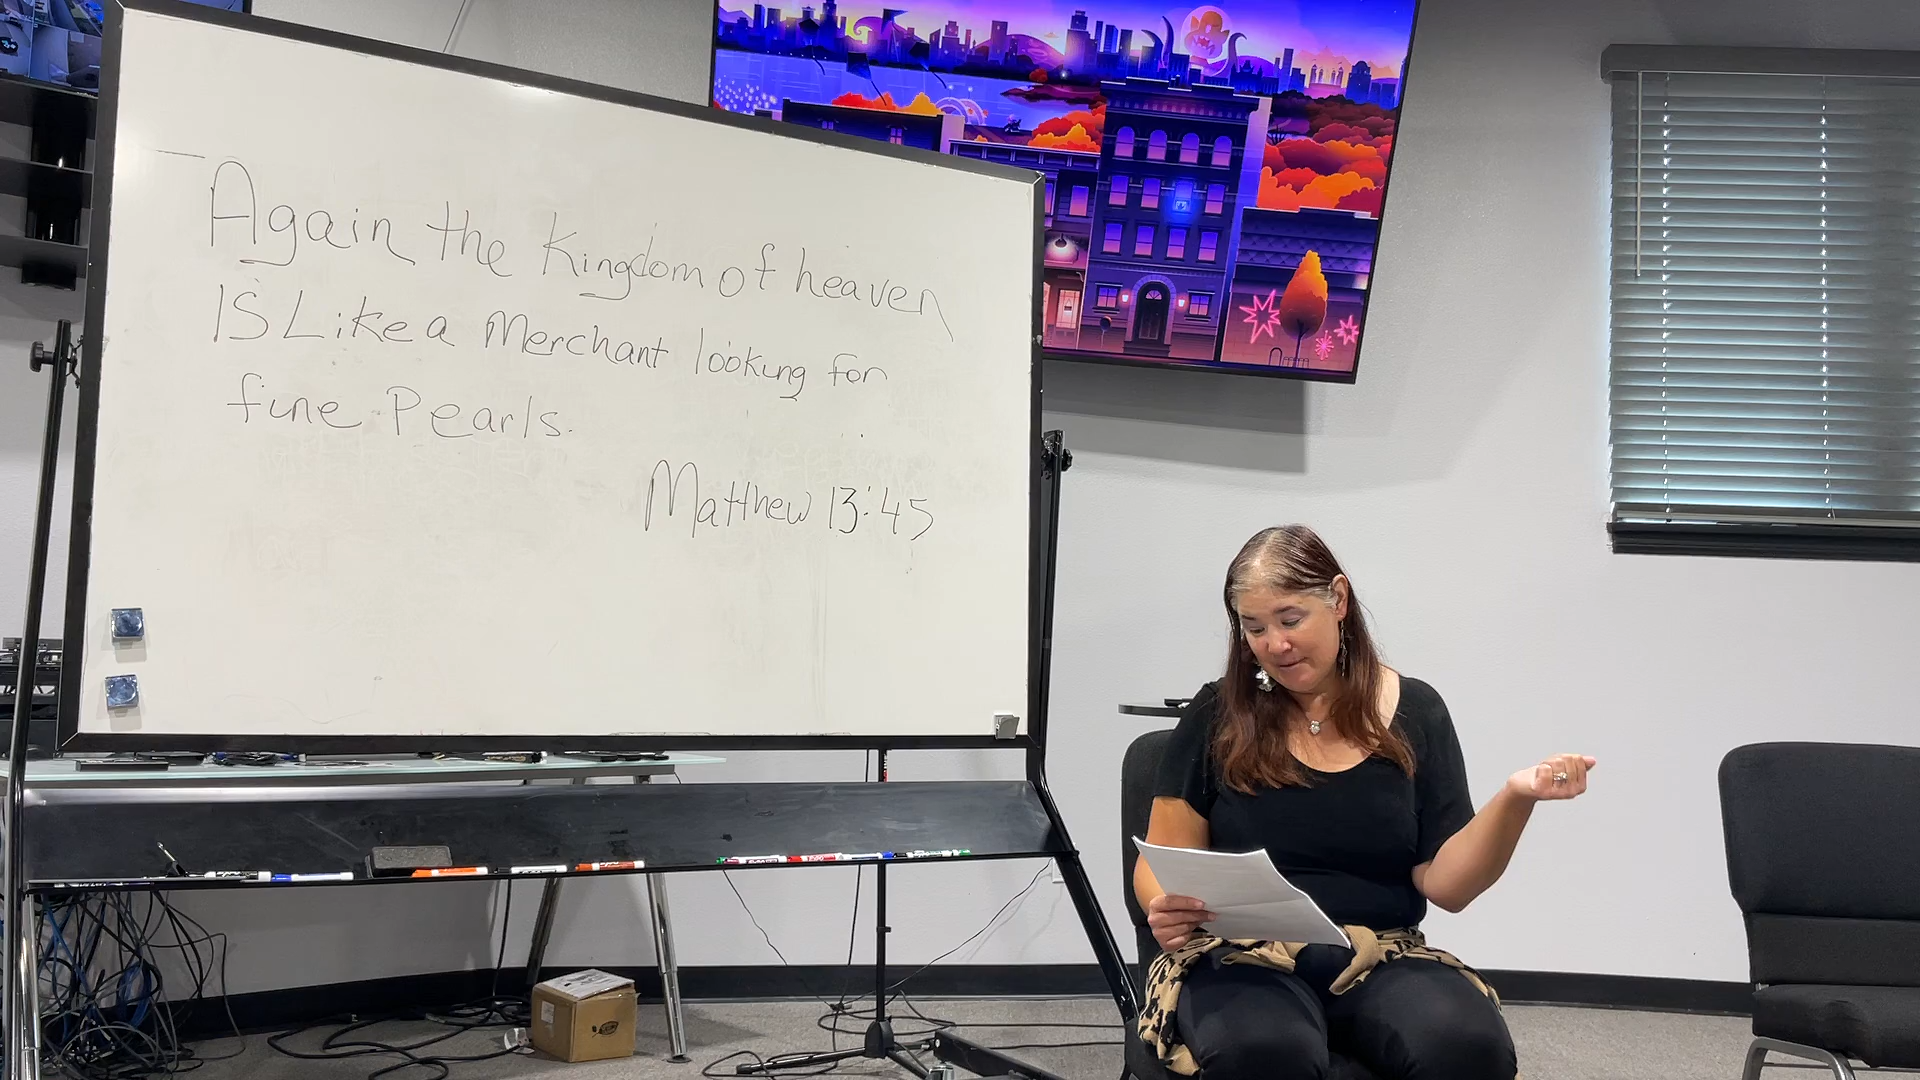 Again the Kingdom of heaven
Is Like a Merchant looking for
fine Pearls.
Matthew 13:45